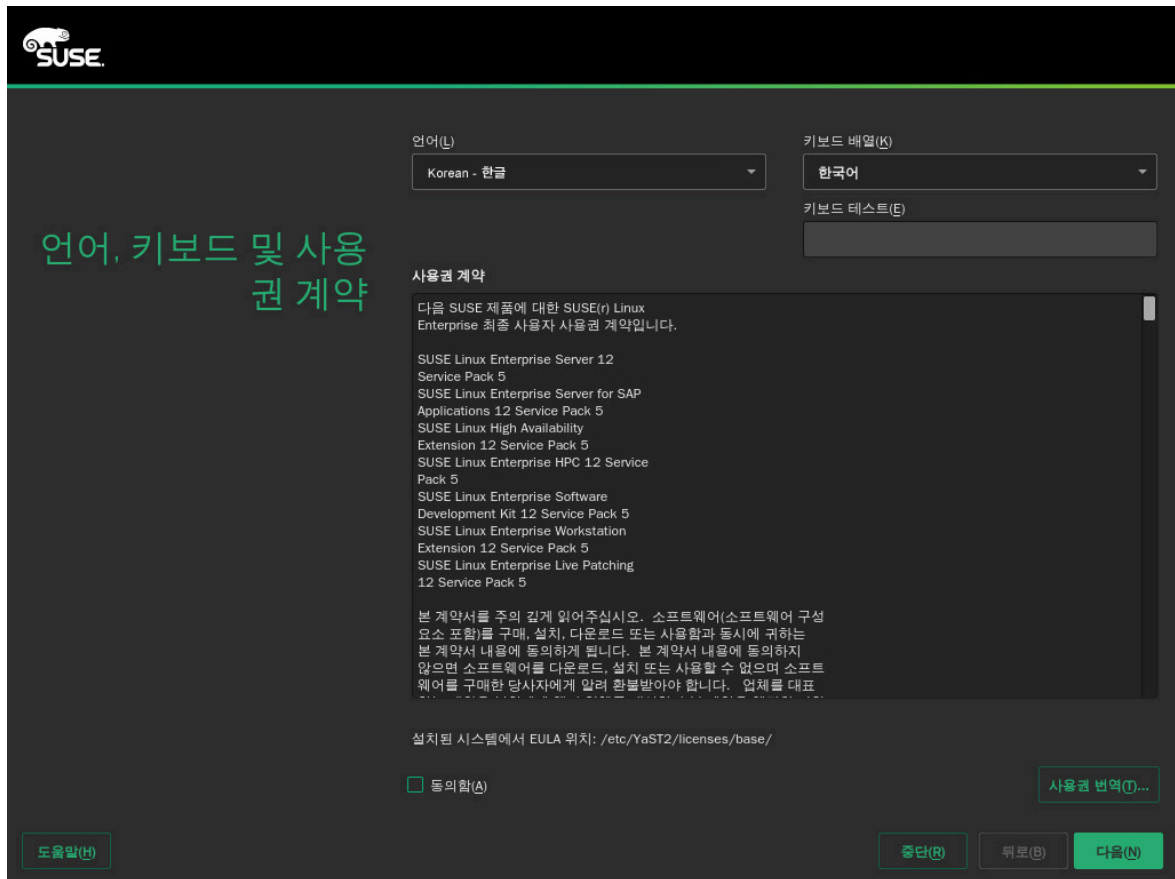 SUSE.
언어(L)
키보드 배열(K)
Korean - 한글
한국어
키보드 테스트(E)
언어, 키보드 및 사용
권 계약
사용권 계약
다음 SUSE 제품에 대한 SUSE(r) Linux
Enterprise 최종 사용자 사용권 계약입니다.
SUSE Linux Enterprise Server 12
Service Pack 5
SUSE Linux Enterprise Server for SAP
Applications 12 Service Pack 5
SUSE Linux High Availability
Extension 12 Service Pack 5
SUSE Linux Enterprise HPC 12 Service
Pack 5
SUSE Linux Enterprise Software
Development Kit 12 Service Pack 5
SUSE Linux Enterprise Workstation
Extension 12 Service Pack 5
SUSE Linux Enterprise Live Patching
12 Service Pack 5
본 계약서를 주의 깊게 읽어주십시오. 소프트웨어(소프트웨어 구성
요소 포함)를 구매, 설치, 다운로드 또는 사용함과 동시에 귀하는
본 계약서 내용에 동의하게 됩니다. 본 계약서 내용에 동의하지
않으면 소프트웨어를 다운로드, 설치 또는 사용할 수 없으며 소프트
웨어를 구매한 당사자에게 알려 환불받아야 합니다. 업체를 대표
설치된 시스템에서 EULA 위치: /etc/YaST2/licenses/base/
동의함(A)
사용권 번역(T)...
도움말(H)
중단(R)
뒤로(B)
다음(N)